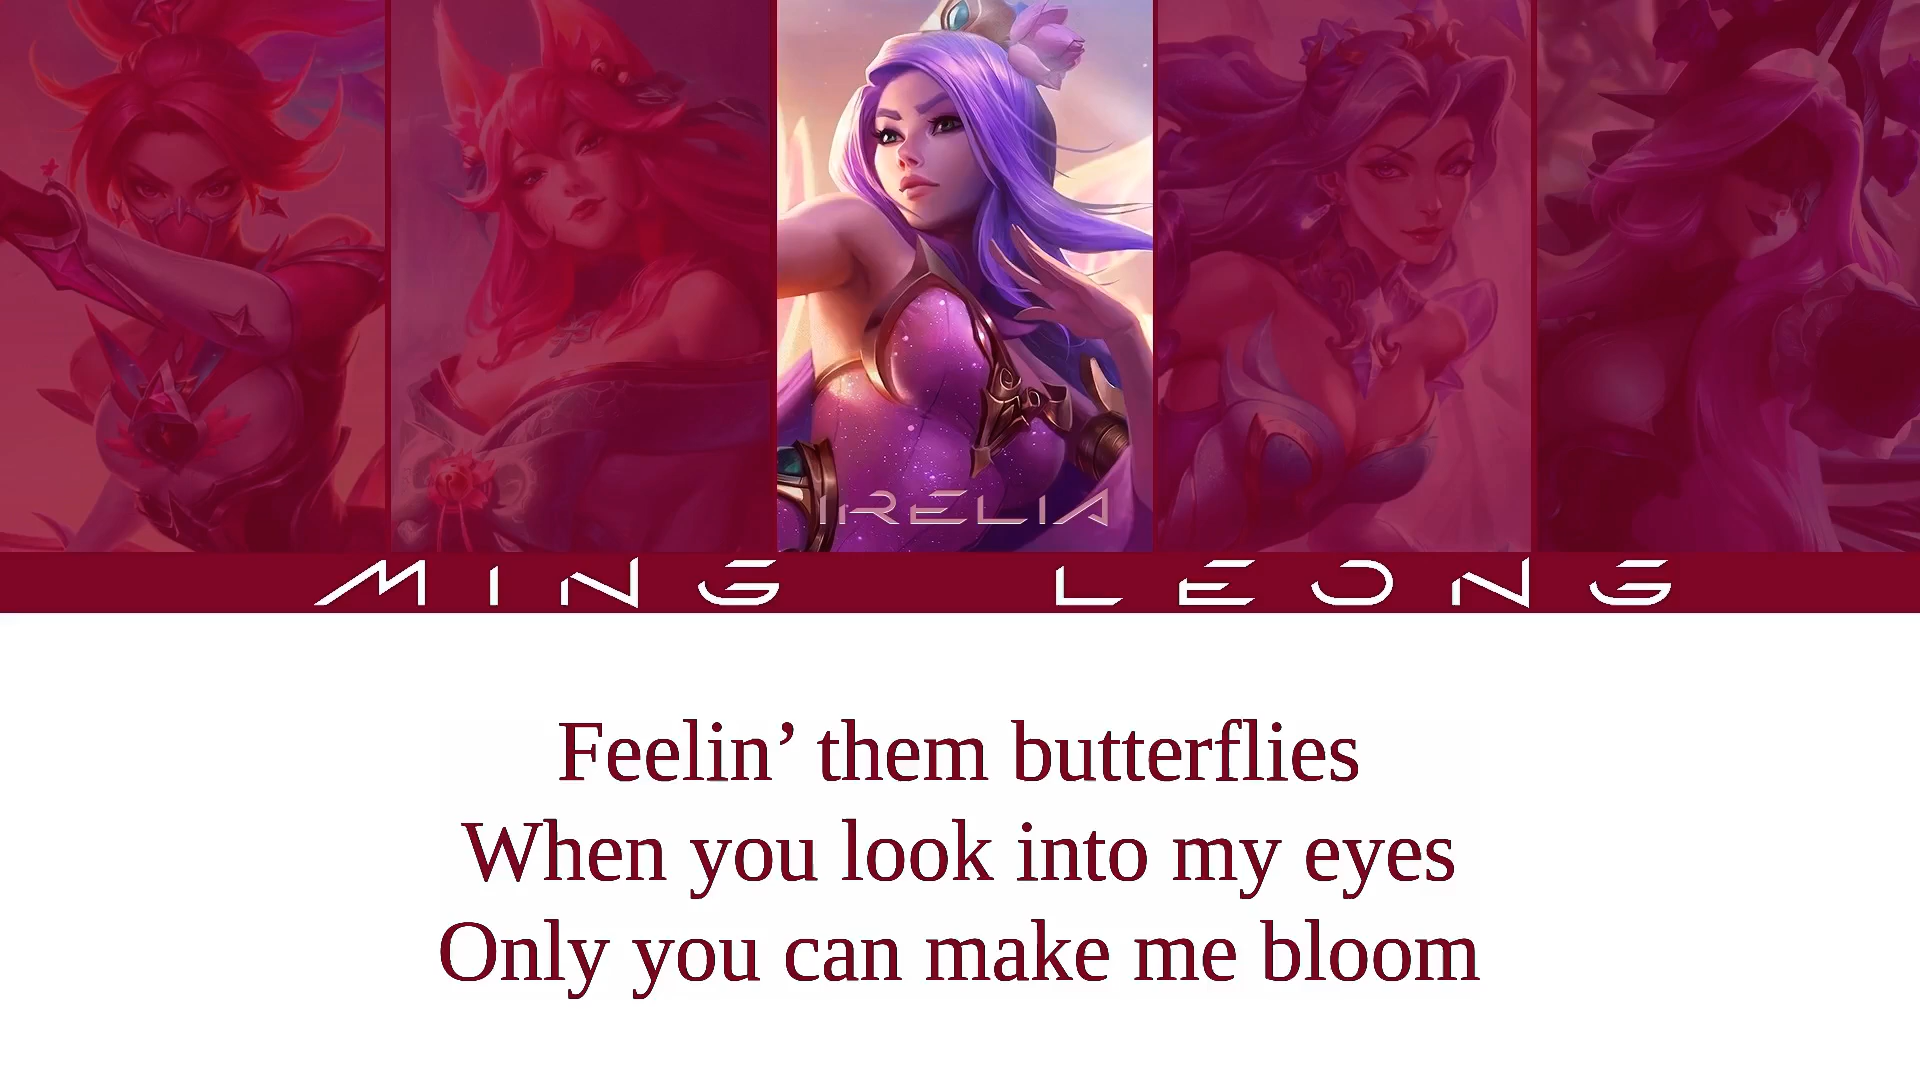 IRELIA
MING LEONG
Feelin’ them butterflies
When you look into my eyes
Only you can make me bloom